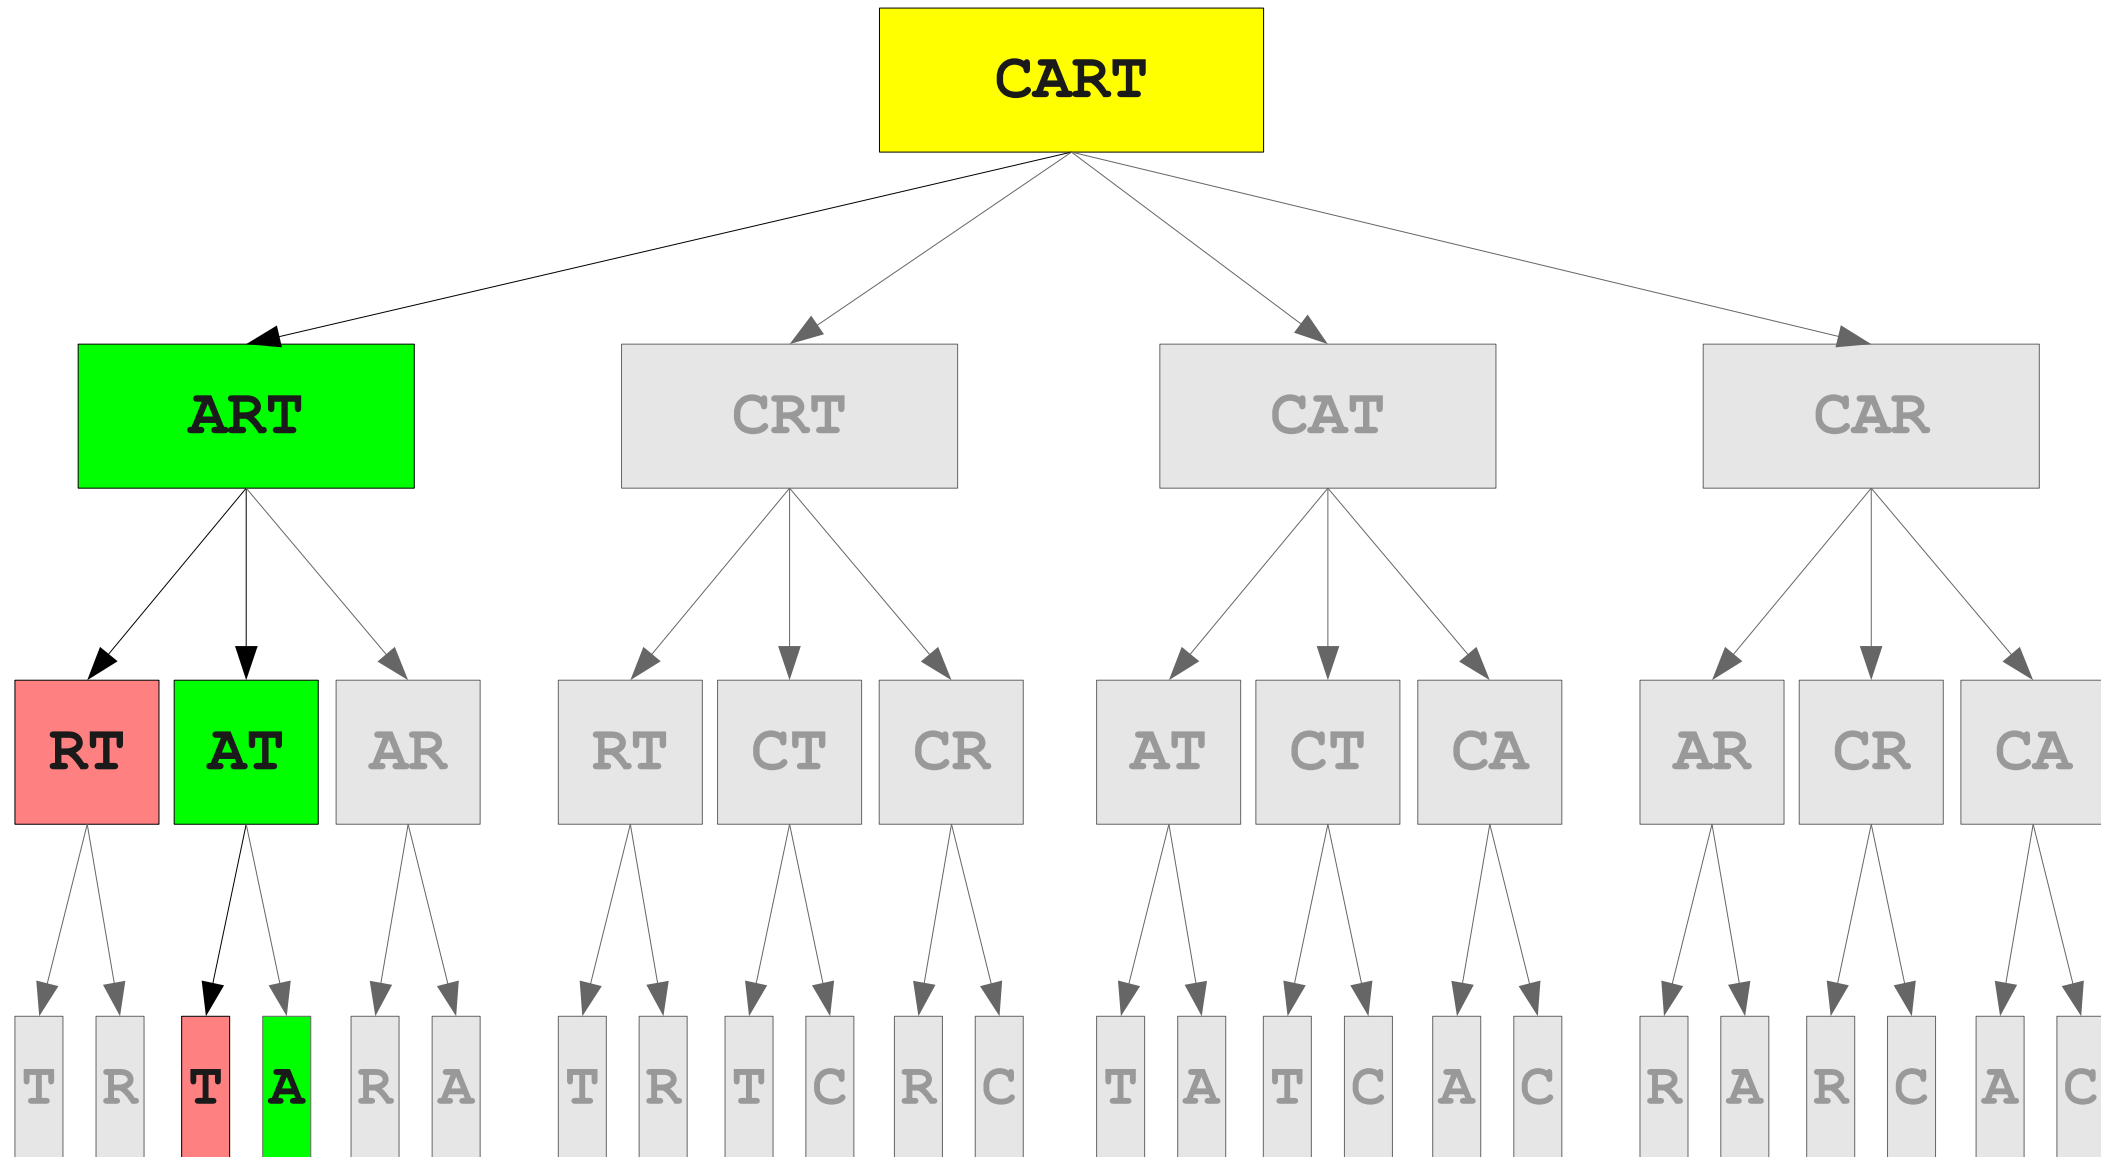 CART
ART CRT CAT CAR
RT AT AR RT CT CR AT CT CA AR CR CA
T R T A R A T R T C R C T A T C A C R A R C A C